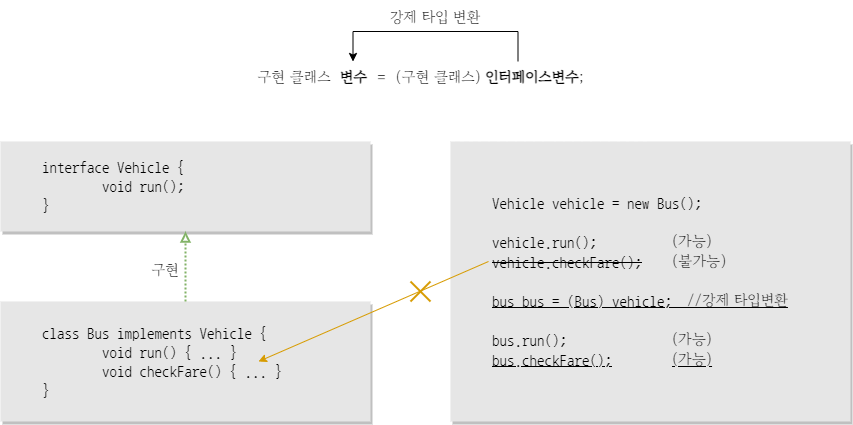 강제 타입 변환
구현 클래스 변수 = (구현 클래스) 인터페이스변수;
interface Vehicle {
void run();
}
구현
class Bus implements Vehicle {
void run() { ... }
void checkFare() { ... }
}
Vehicle vehicle = new Bus();
vehicle.run(); (가능)
vehicle.checkFare(); (불가능)
bus bus = (Bus) vehicle; //강제 타입변환
bus.run(); (가능)
bus.checkFare(); (가능)